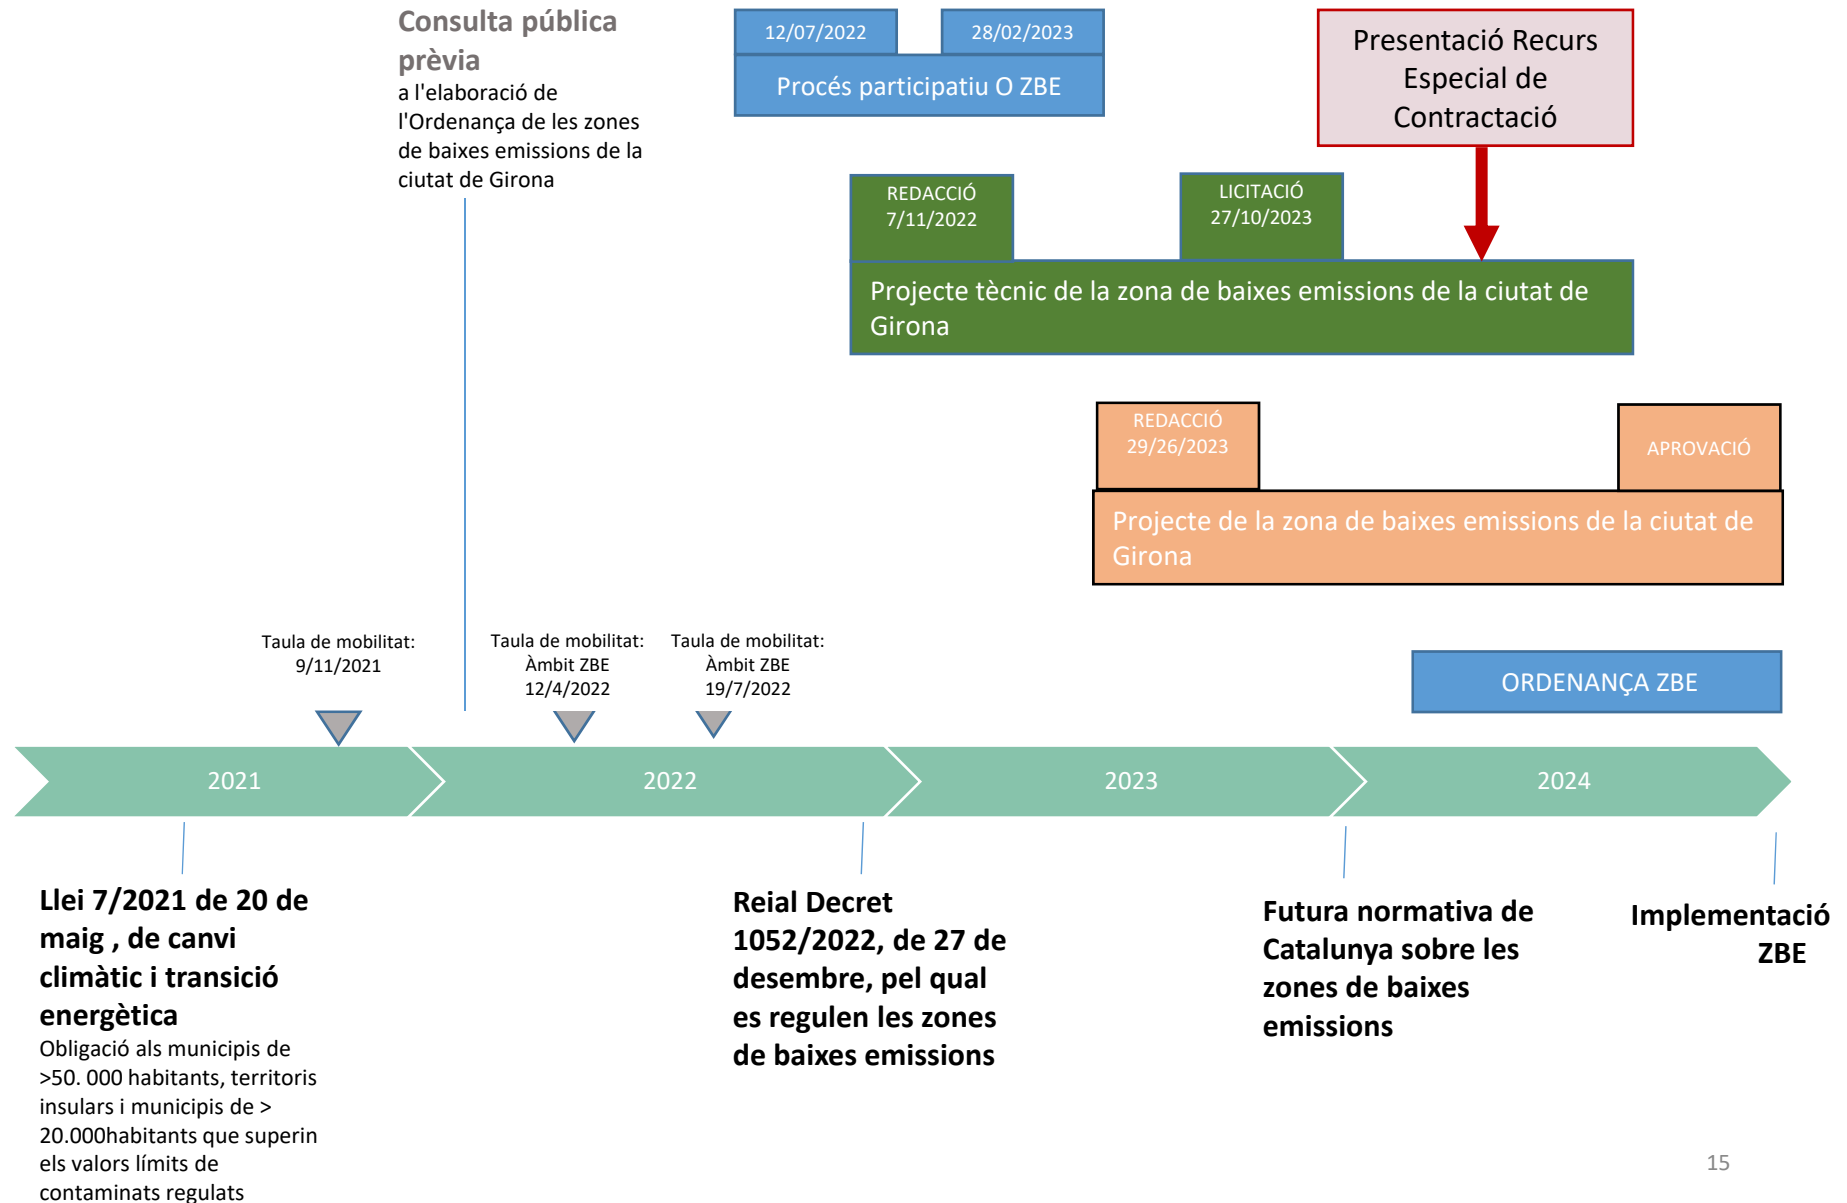 Consulta pública
prèvia
a l'elaboració de
l'Ordenança de les zones
de baixes emissions de la
ciutat de Girona
12/07/2022
28/02/2023
Procés participatiu O ZBE
Presentació Recurs
Especial de
Contractació
REDACCIÓ
7/11/2022
LICITACIÓ
27/10/2023
Projecte tècnic de la zona de baixes emissions de la ciutat de
Girona
REDACCIÓ
29/26/2023
APROVACIÓ
Projecte de la zona de baixes emissions de la ciutat de
Girona
Taula de mobilitat:
9/11/2021
Taula de mobilitat:
Àmbit ZBE
12/4/2022
Taula de mobilitat:
Àmbit ZBE
19/7/2022
ORDENANÇA ZBE
2021
2022
2023
2024
Llei 7/2021 de 20 de
maig , de canvi
climàtic i transició
energètica
Obligació als municipis de
>50. 000 habitants, territoris
insulars i municipis de >
20.000habitants que superin
els valors límits de
contaminats regulats
Reial Decret
1052/2022, de 27 de
desembre, pel qual
es regulen les zones
de baixes emissions
Futura normativa de
Catalunya sobre les
zones de baixes
emissions
Implementació
ZBE
15